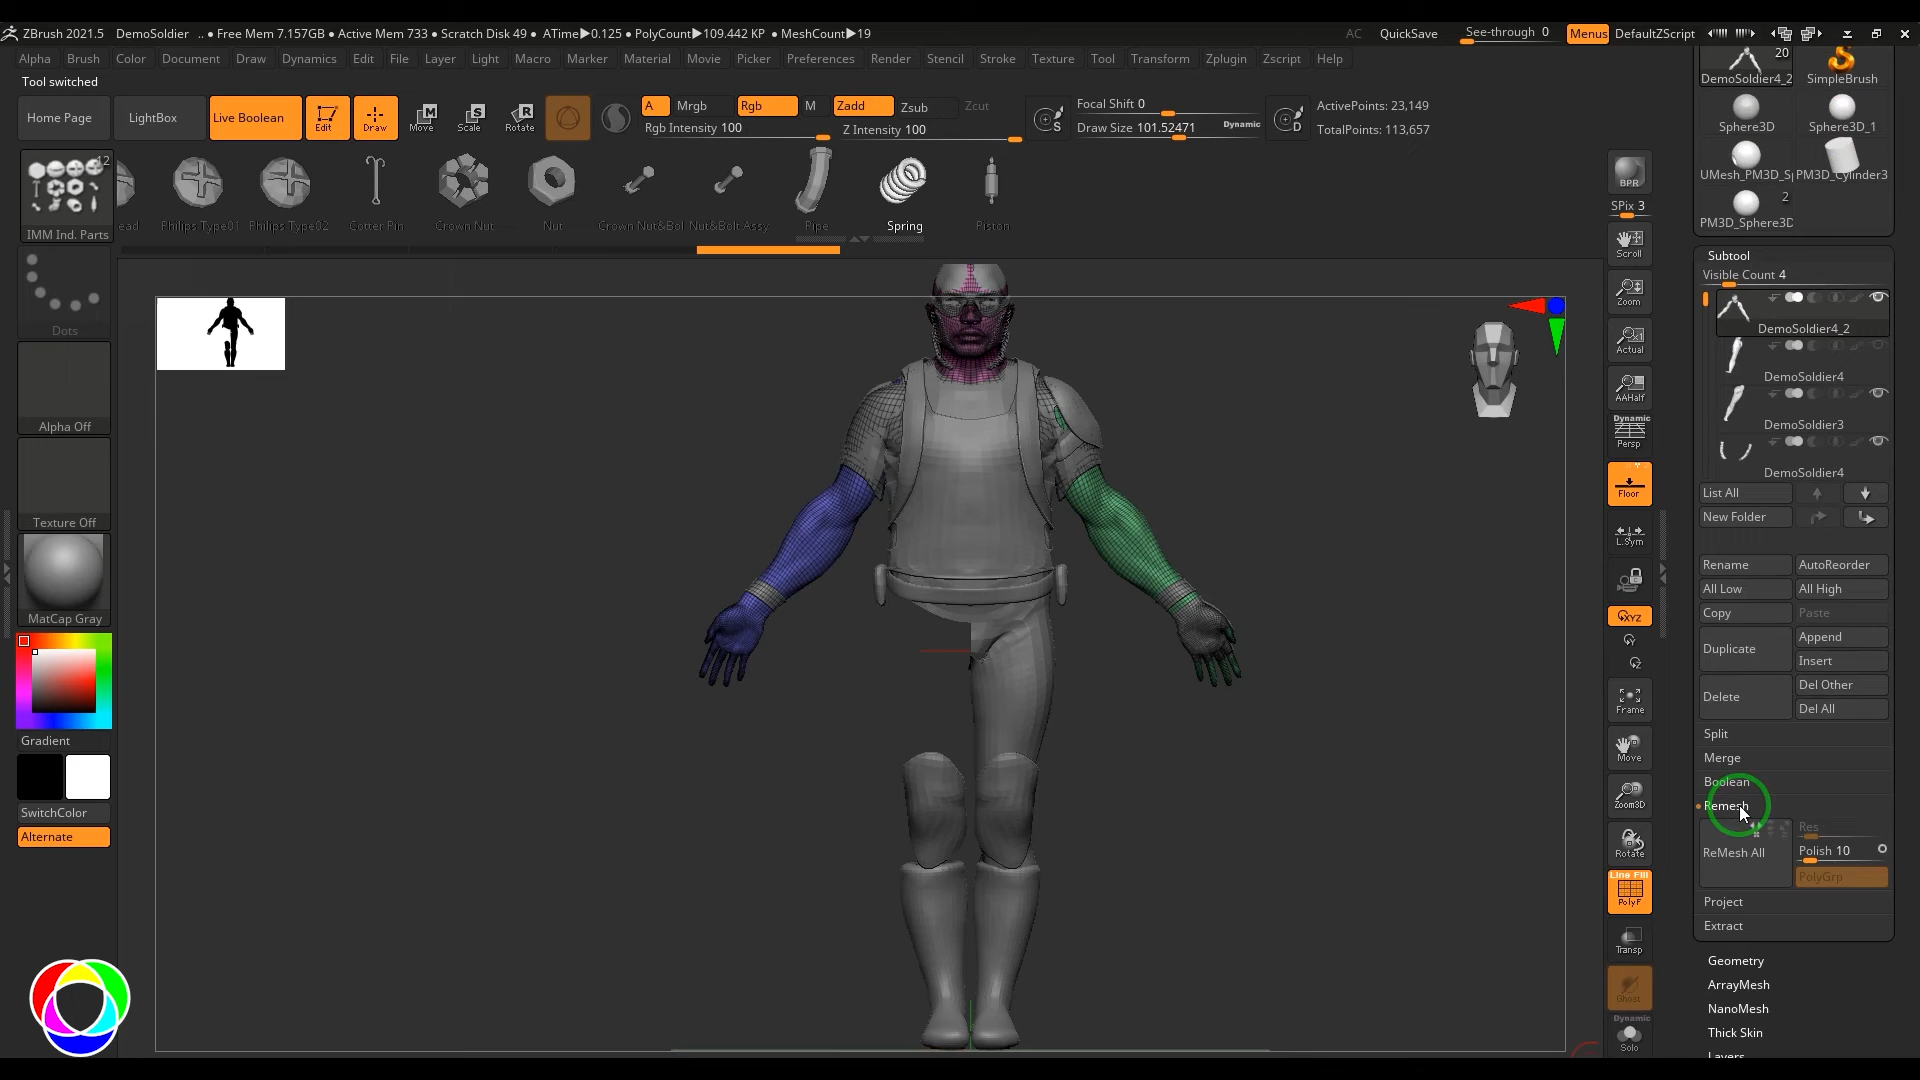 ZBrush 2021.5 DemoSoldier .. ● Free Mem 7.157GB ● Active Mem 733 ● Scratch Disk 49 ● ATime▶0.125 ● PolyCount▶109.442 KP ● MeshCount▶19 AC QuickSave See-through 0 Menus DefaultZScript
Alpha Brush Color Document Draw Dynamics Edit File Layer Light Macro Marker Material Movie Picker Preferences Render Stencil Stroke Texture Tool Transform Zplugin Zscript Help
Tool switched
Home Page LightBox Live Boolean Edit Draw Move Scale Rotate
A Mrgb Rgb M Zadd Zsub Zcut
Rgb Intensity 100 Z Intensity 100
S Focal Shift 0
Draw Size 101.52471 Dynamic D
ActivePoints: 23,149
TotalPoints: 113,657
12
IMM Ind. Parts
ead Philips Type01 Philips Type02 Cotter Pin Crown Nut Nut Crown Nut&Bol Nut&Bolt Assy Pipe Spring Piston
Dots
Alpha Off
Texture Off
MatCap Gray
Gradient
SwitchColor
Alternate
BPR
SPix 3
Scroll
Zoom
Actual
AAHalf
Dynamic
Persp
Floor
L.Sym
XYZ
Frame
Move
Zoom3D
Rotate
Line Fill
PolyF
Transp
Ghost
Dynamic
Solo
20
DemoSoldier4_2 SimpleBrush
Sphere3D Sphere3D_1
UMesh_PM3D_Sp PM3D_Cylinder3
2
PM3D_Sphere3D
Subtool
Visible Count 4
DemoSoldier4_2
DemoSoldier4
DemoSoldier3
DemoSoldier4
List All
New Folder
Rename AutoReorder
All Low All High
Copy Paste
Duplicate Append
Insert
Delete Del Other
Del All
Split
Merge
Boolean
Remesh
ReMesh All Res
Polish 10
PolyGrp
Project
Extract
Geometry
ArrayMesh
NanoMesh
Thick Skin
Layers